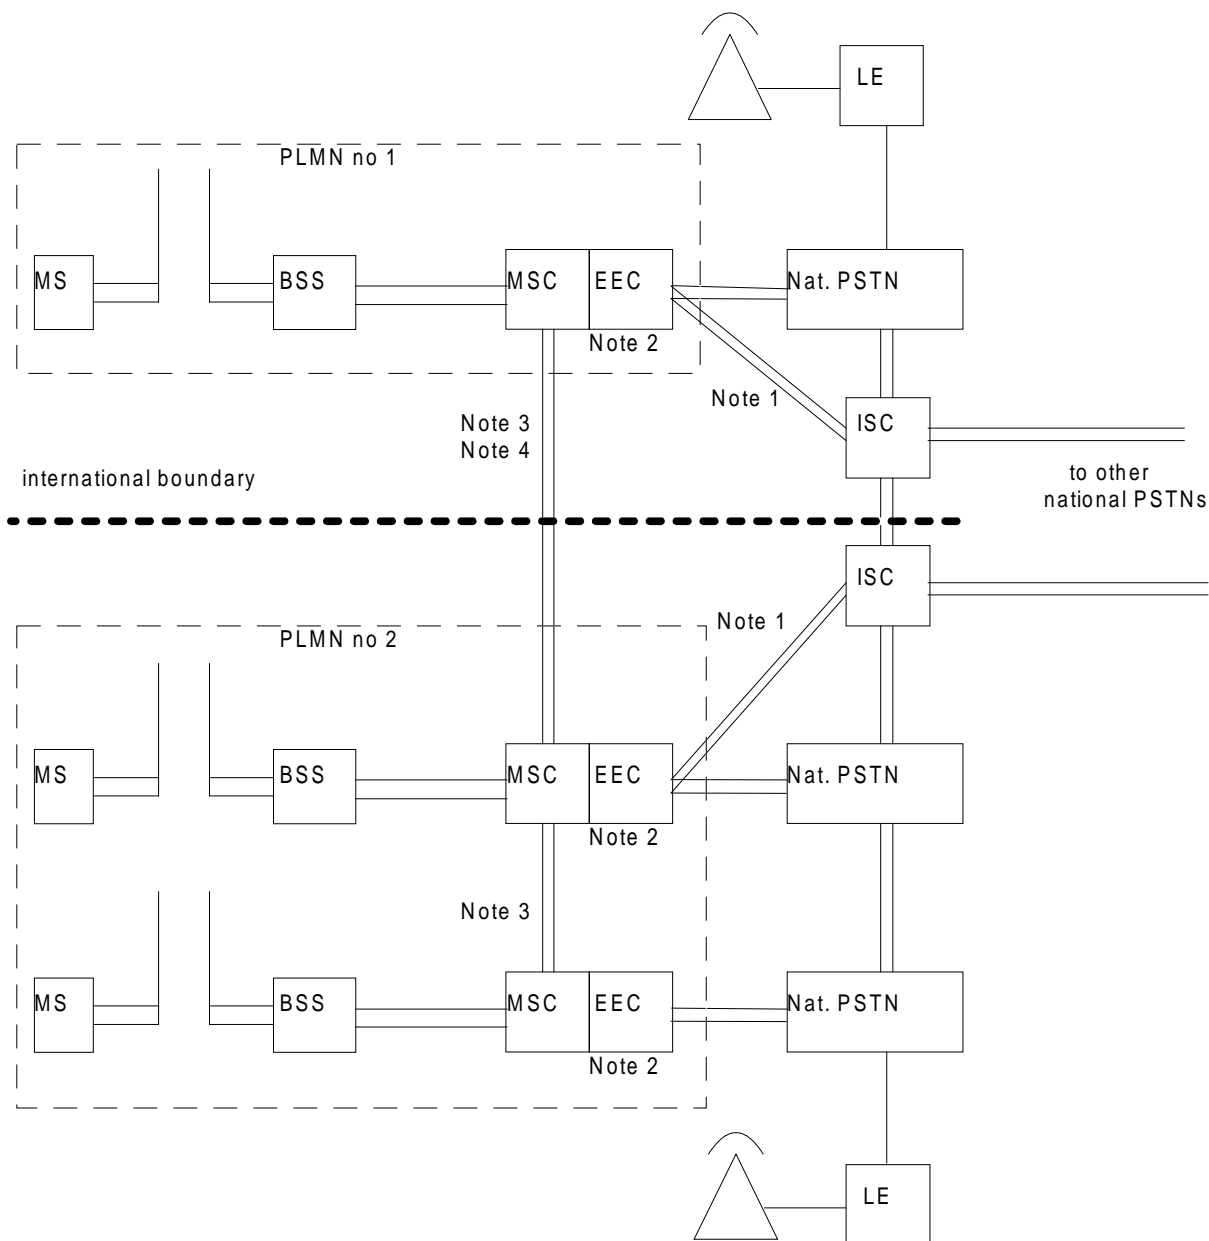 LE
PLMN no 1
MS
BSS
MSC
EEC
Nat. PSTN
Note 2
Note 1
Note 3
Note 4
ISC
international boundary
to other
national PSTNs
ISC
Note 1
PLMN no 2
MS
BSS
MSC
EEC
Nat. PSTN
Note 2
Note 3
MS
BSS
MSC
EEC
Nat. PSTN
Note 2
LE